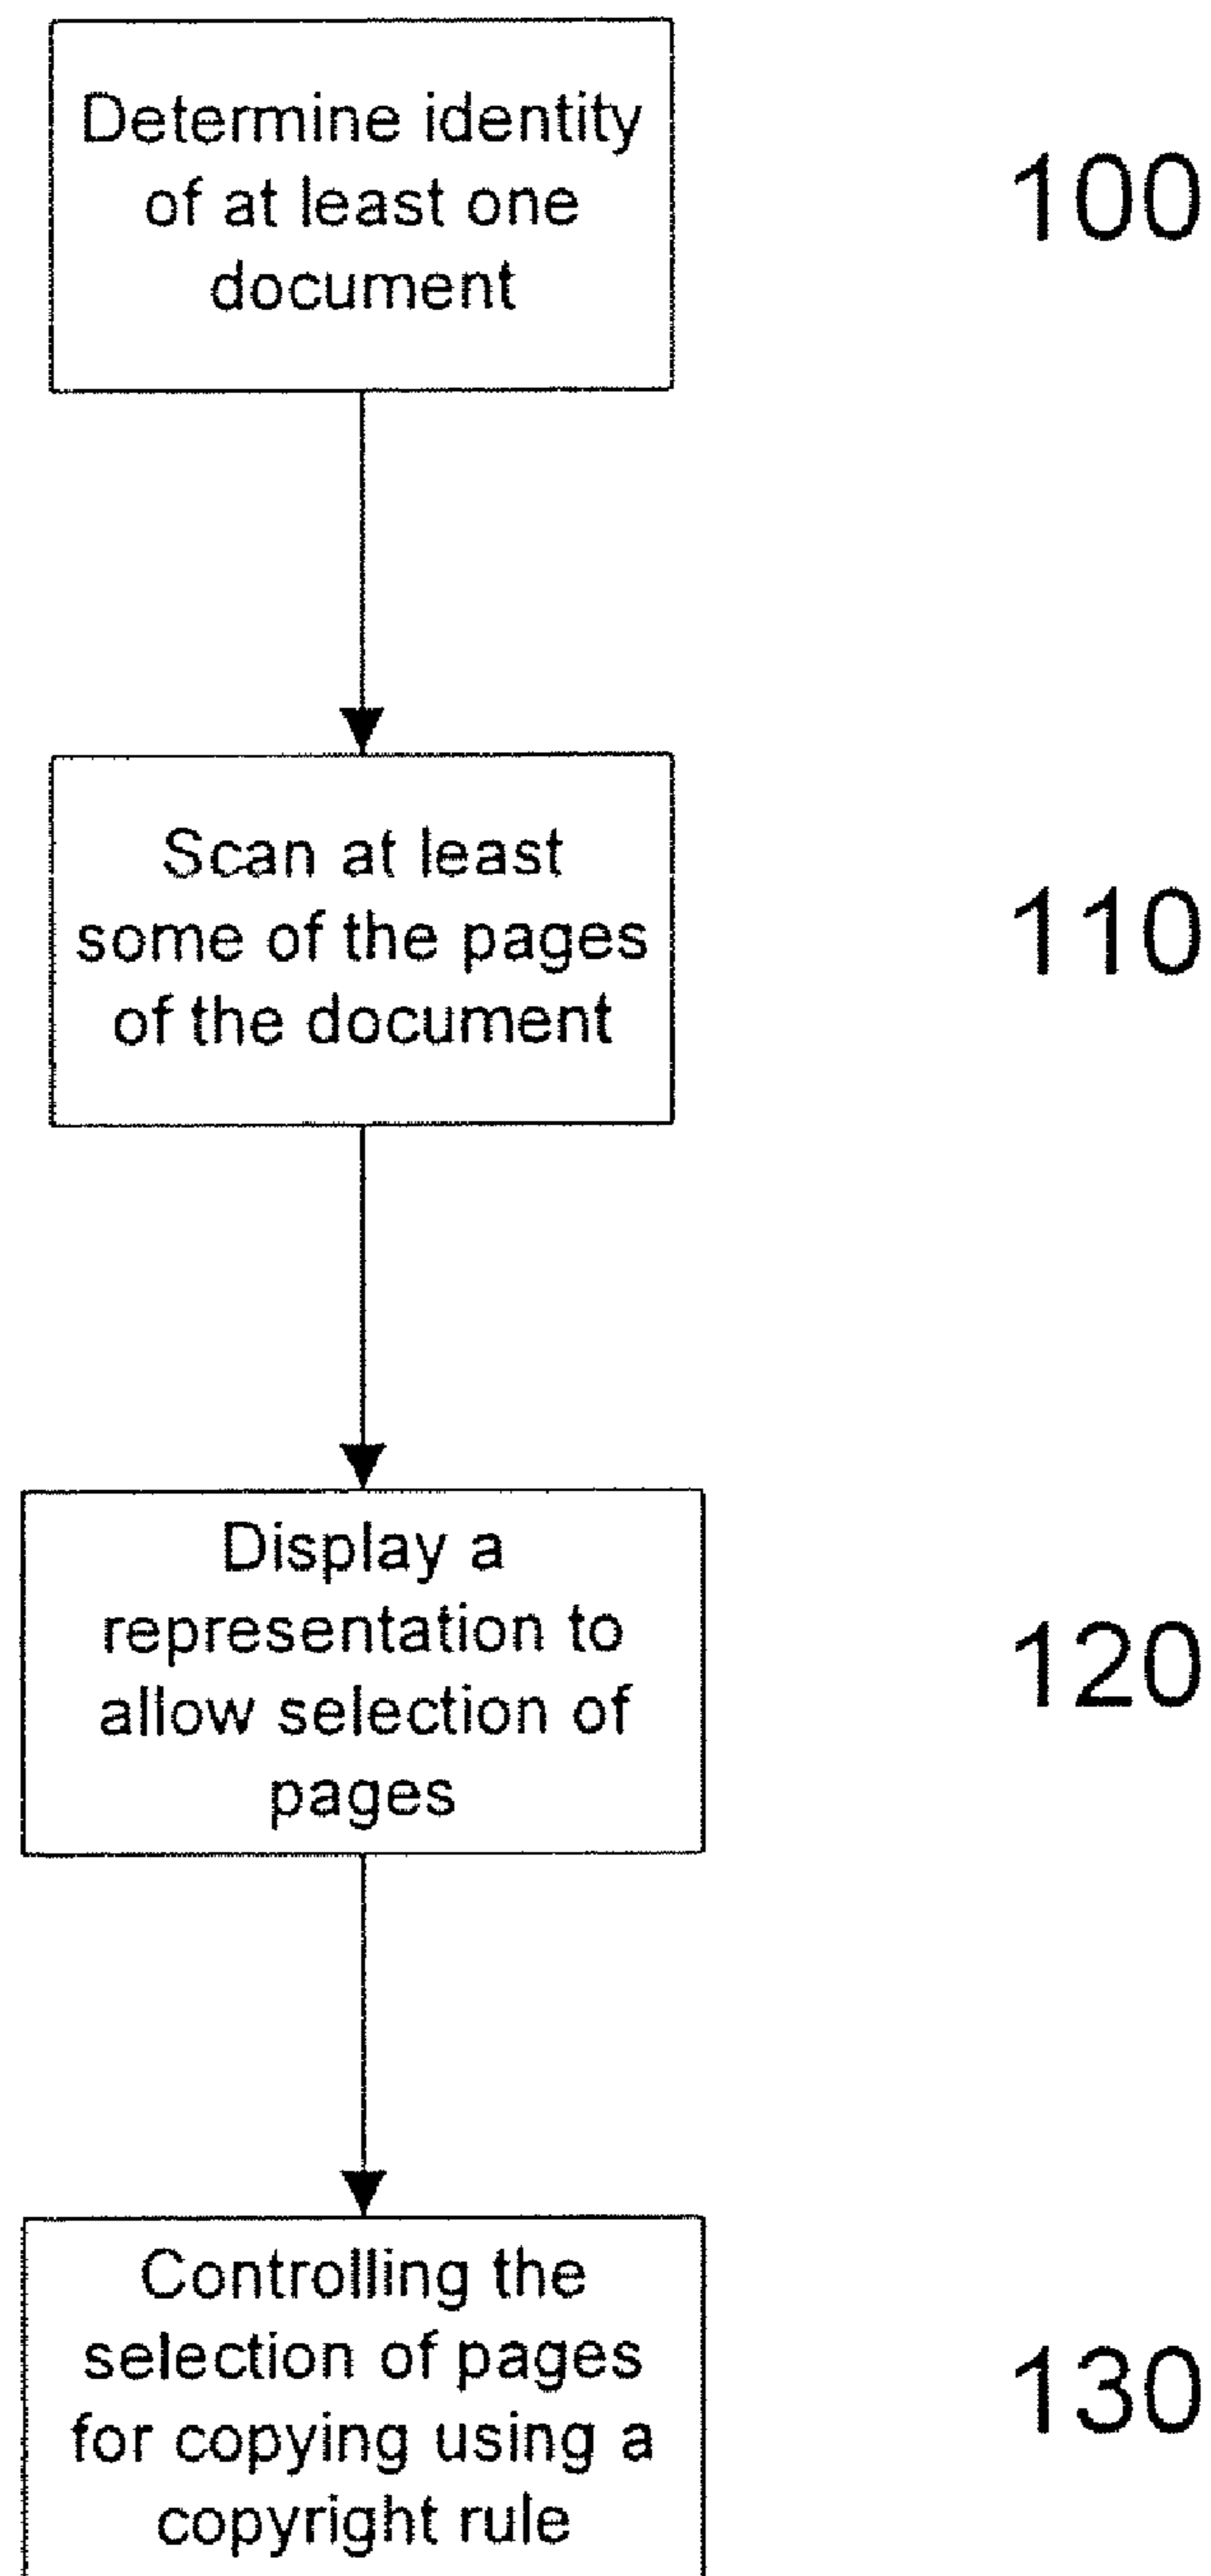 Determine identity
of at least one
document
100
Scan at least
some of the pages
of the document
110
Display a
representation to
allow selection of
pages
120
Controlling the
selection of pages
for copying using a
copyright rule
130